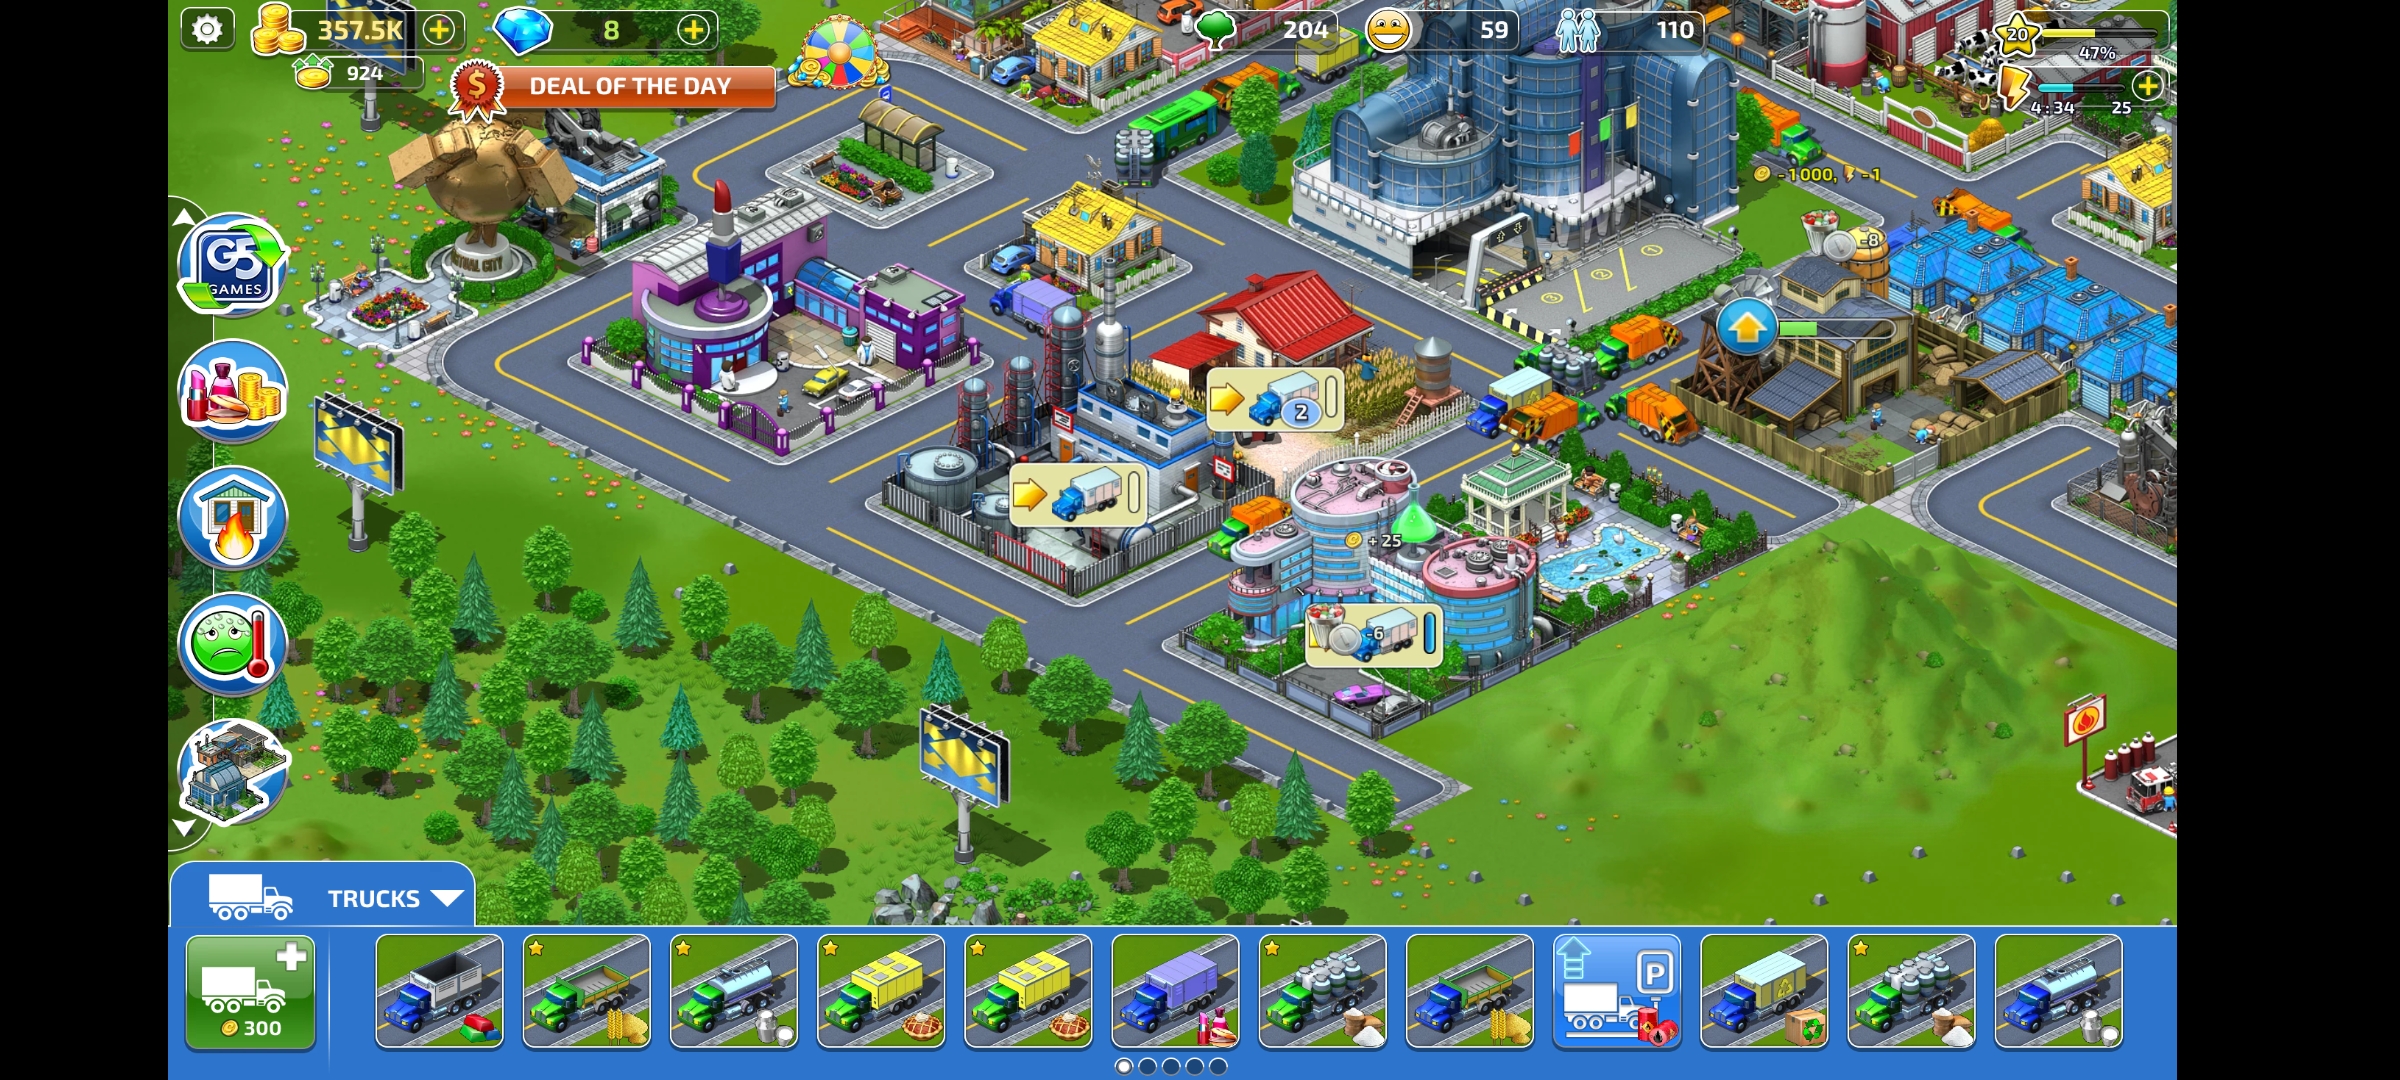 357.5K
8
204
59
110
20
47%
924
DEAL OF THE DAY
4:34
25
-1000, -1
G5
GAMES
-8
2
+25
-6
TRUCKS
300
P